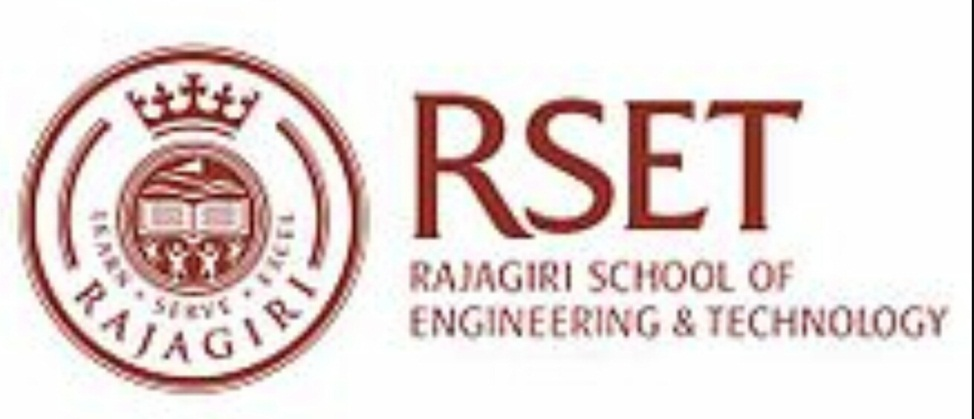 LEARN • SERVE • EXCEL
RAJAGIRI
RSET
RAJAGIRI SCHOOL OF
ENGINEERING & TECHNOLOGY